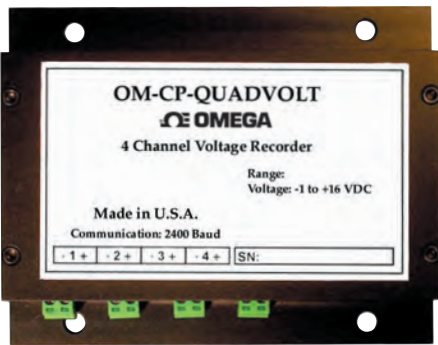 OM-CP-QUADVOLT
ΩE OMEGA
4 Channel Voltage Recorder
Range:
Voltage: -1 to +16 VDC
Made in U.S.A.
Communication: 2400 Baud
- 1 + - 2 + - 3 + - 4 + SN: